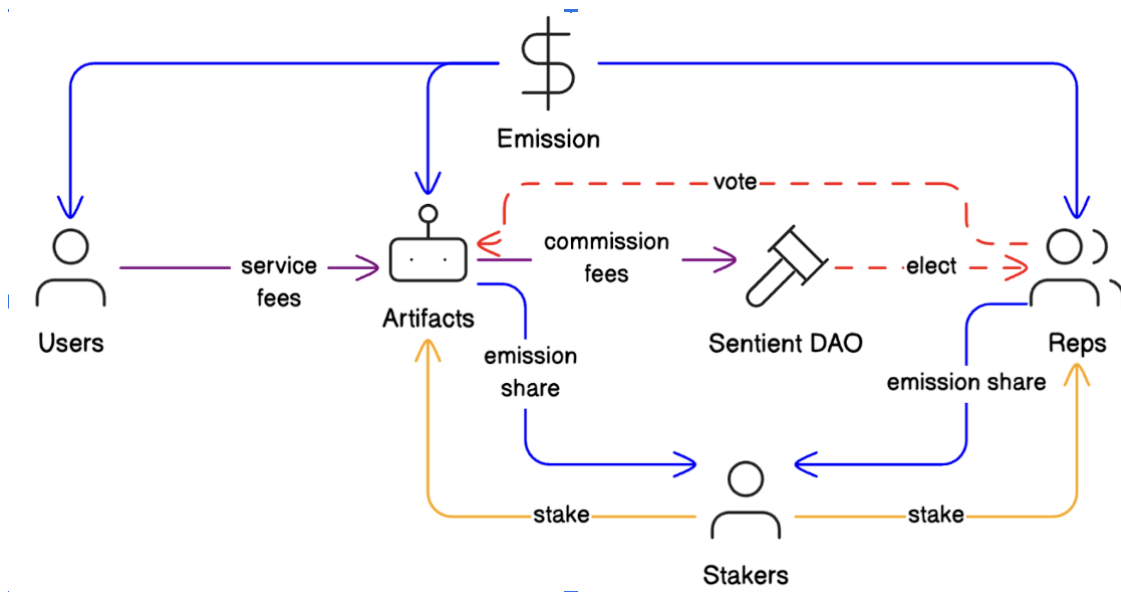 Emission
vote
commission
fees
service
fees
elect
Artifacts
Users
Sentient DAO
Reps
emission
share
emission share
stake
stake
Stakers